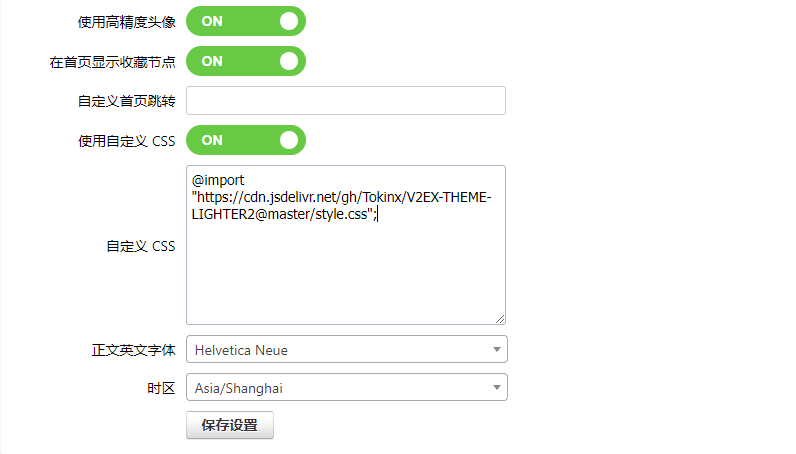 使用高精度头像 ON
在首页显示收藏节点 ON
自定义首页跳转
使用自定义 CSS ON
自定义 CSS
@import
"https://cdn.jsdelivr.net/gh/Tokinx/V2EX-THEME-
LIGHTER2@master/style.css";
正文英文字体 Helvetica Neue
时区 Asia/Shanghai
保存设置